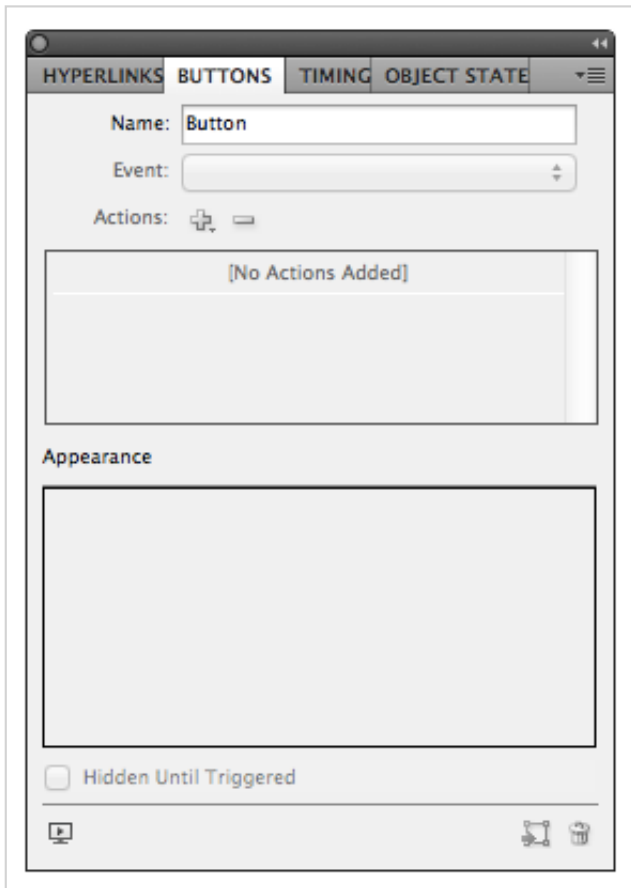 HYPERLINKS BUTTONS TIMING OBJECT STATE
Name: Button
Event:
Actions:
[No Actions Added]
Appearance
Hidden Until Triggered